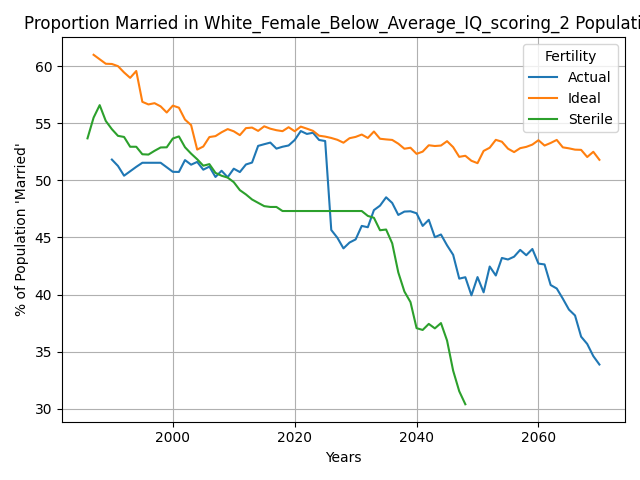 Proportion Married in White_Female_Below_Average_IQ_scoring_2 Populati
Fertility
Actual
Ideal
Sterile
% of Population 'Married'
60
55
50
45
40
35
30
2000
2020
2040
2060
Years